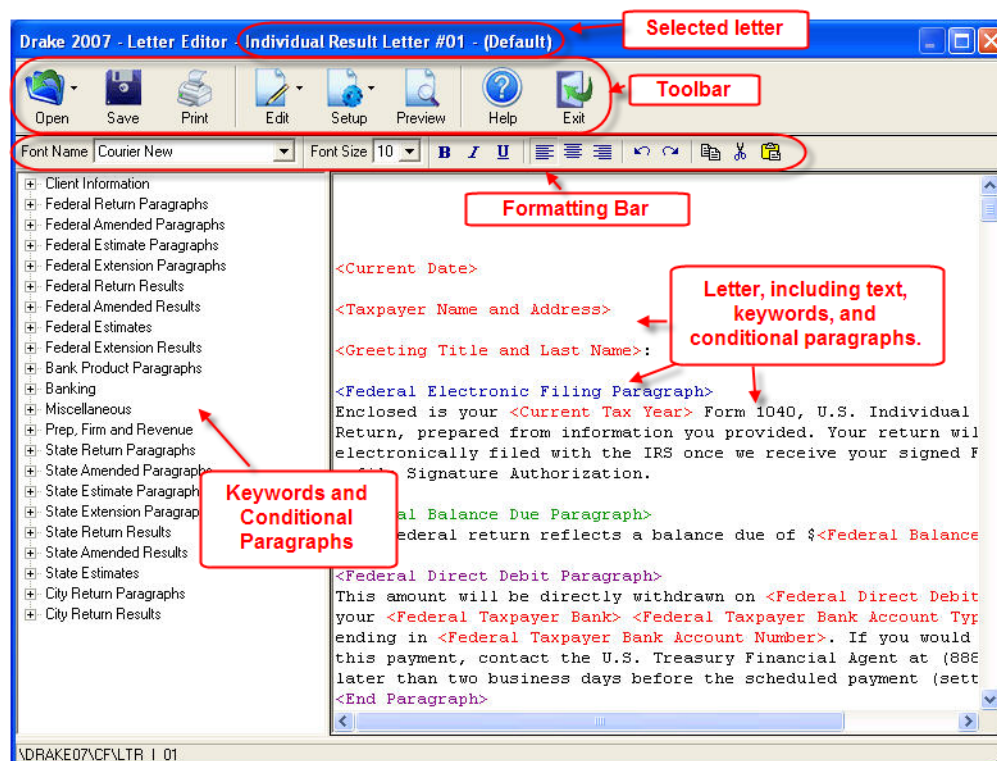 Drake 2007 - Letter Editor - Individual Result Letter #01 - (Default)
Selected letter
Open Save Print Edit Setup Preview Help Exit
Toolbar
Font Name Courier New Font Size 10 B I U
Formatting Bar
Client Information
Federal Return Paragraphs
Federal Amended Paragraphs
Federal Estimate Paragraphs
Federal Extension Paragraphs
Federal Return Results
Federal Amended Results
Federal Estimates
Federal Extension Results
Bank Product Paragraphs
Banking
Miscellaneous
Prep, Firm and Revenue
State Return Paragraphs
State Amended Paragraphs
State Estimate Paragraph
State Extension Paragrap
State Return Results
State Amended Results
State Estimates
City Return Paragraphs
City Return Results
Keywords and
Conditional
Paragraphs
<Current Date>
<Taxpayer Name and Address>
<Greeting Title and Last Name>:
Letter, including text,
keywords, and
conditional paragraphs.
<Federal Electronic Filing Paragraph>
Enclosed is your <Current Tax Year> Form 1040, U.S. Individual
Return, prepared from information you provided. Your return wil
electronically filed with the IRS once we receive your signed F
Signature Authorization.
al Balance Due Paragraph>
ederal return reflects a balance due of $<Federal Balance
<Federal Direct Debit Paragraph>
This amount will be directly withdrawn on <Federal Direct Debit
your <Federal Taxpayer Bank> <Federal Taxpayer Bank Account Typ
ending in <Federal Taxpayer Bank Account Number>. If you would
this payment, contact the U.S. Treasury Financial Agent at (888
later than two business days before the scheduled payment (sett
<End Paragraph>
\DRAKE07\CF\LTR_I_01